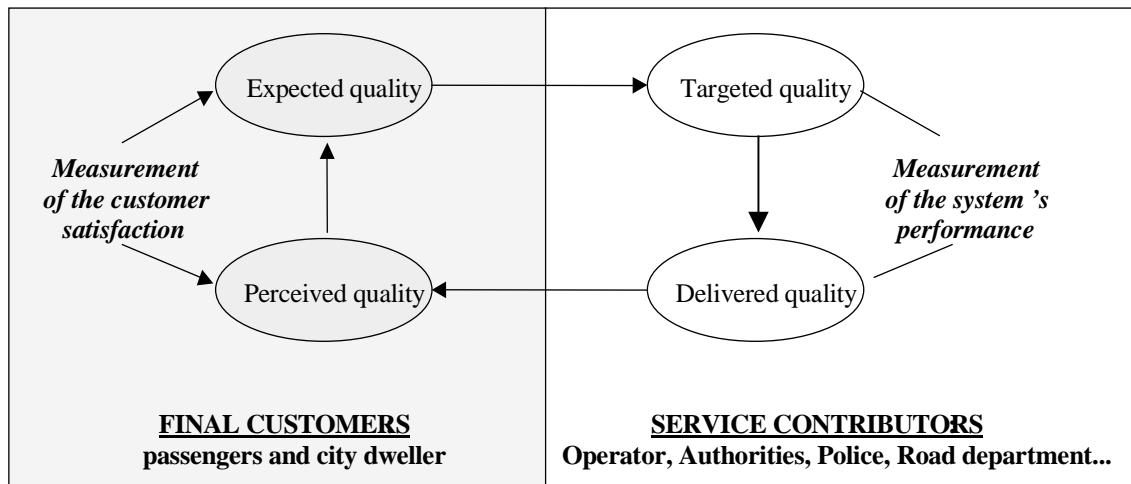 Expected quality
Targeted quality
Measurement
of the customer
satisfaction
Measurement
of the system 's
performance
Perceived quality
Delivered quality
FINAL CUSTOMERS
passengers and city dweller
SERVICE CONTRIBUTORS
Operator, Authorities, Police, Road department...